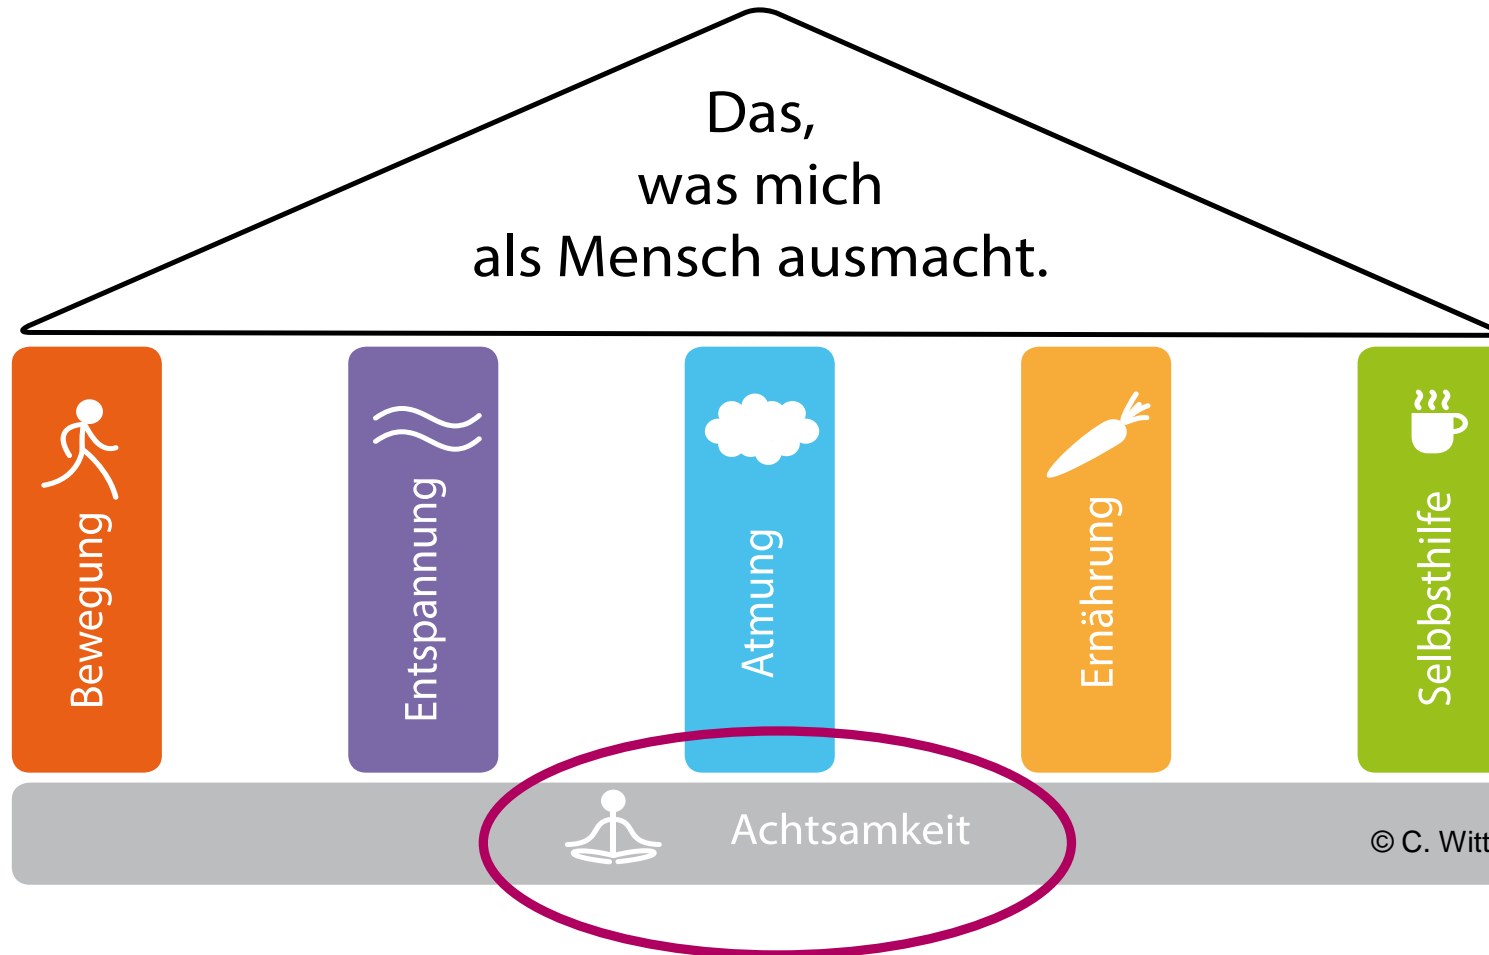 Das,
was mich
als Mensch ausmacht.
Bewegung
Entspannung
Atmung
Ernährung
Selbbsthilfe
Achtsamkeit
© C. Witt